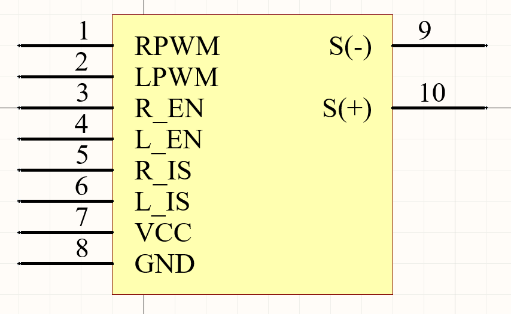 1 RPWM S(-) 9
2 LPWM
3 R_EN S(+) 10
4 L_EN
5 R_IS
6 L_IS
7 VCC
8 GND